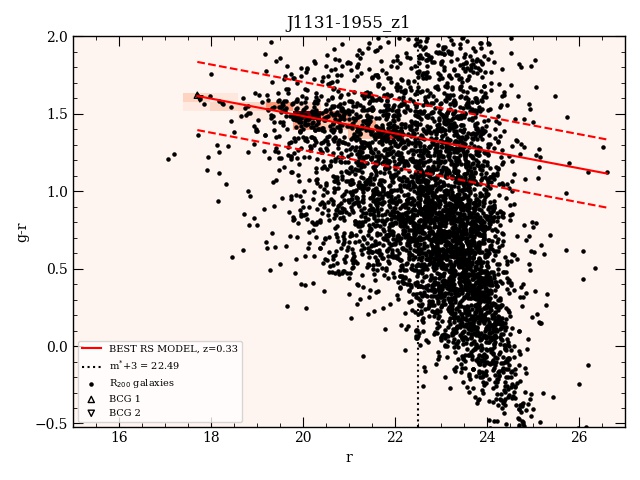 J1131-1955_z1
2.0
1.5
1.0
0.5
0.0
−0.5
g-r
BEST RS MODEL, z=0.33
m*+3 = 22.49
R200 galaxies
BCG 1
BCG 2
16 18 20 22 24 26
r